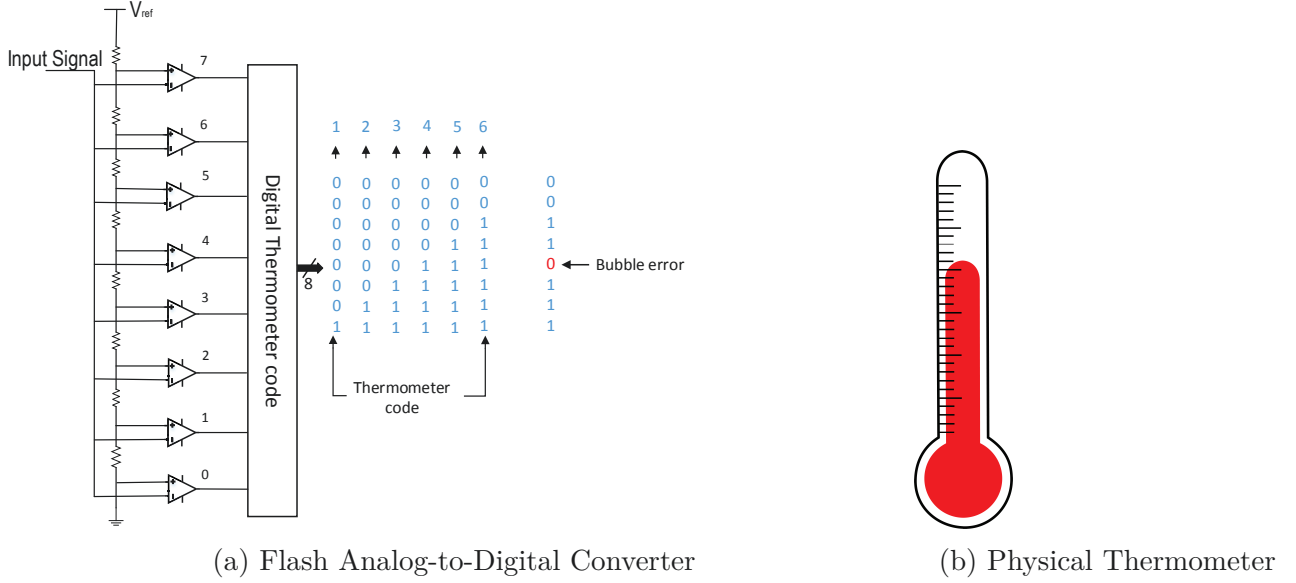 Vref
Input Signal
7
6
5
4
3
2
1
0
Digital Thermometer code
8
1 2 3 4 5 6
0 0 0 0 0 0 0
0 0 0 0 0 0 0
0 0 0 0 0 1 1
0 0 0 0 1 1 1
0 0 0 1 1 1 0 Bubble error
0 0 1 1 1 1 1
0 1 1 1 1 1 1
1 1 1 1 1 1 1
Thermometer
code
(a) Flash Analog-to-Digital Converter
(b) Physical Thermometer